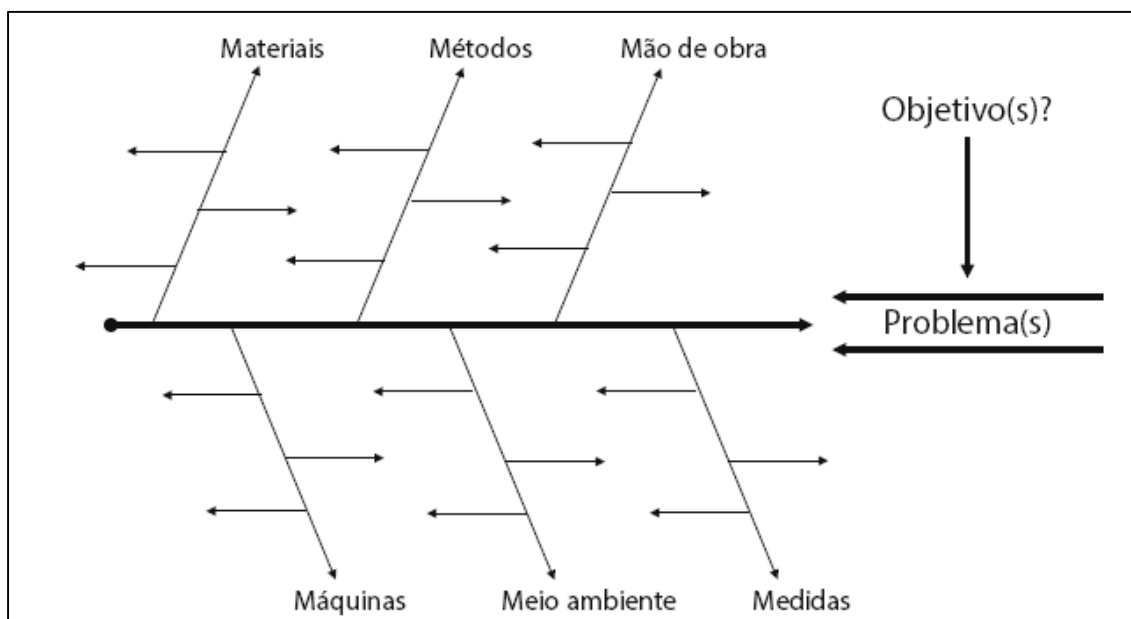 Materiais
Métodos
Mão de obra
Objetivo(s)?
Problema(s)
Máquinas
Meio ambiente
Medidas